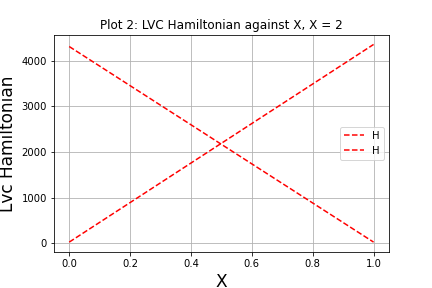 Plot 2: LVC Hamiltonian against X, X = 2
Lvc Hamiltonian
4000
3000
2000
1000
0
H
H
0.0 0.2 0.4 0.6 0.8 1.0
X